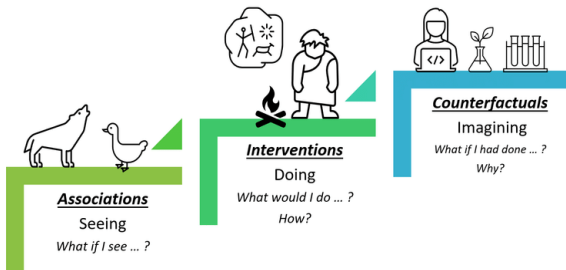 Associations
Seeing
What if I see ... ?
Interventions
Doing
What would I do ... ?
How?
</>
Counterfactuals
Imagining
What if I had done ... ?
Why?